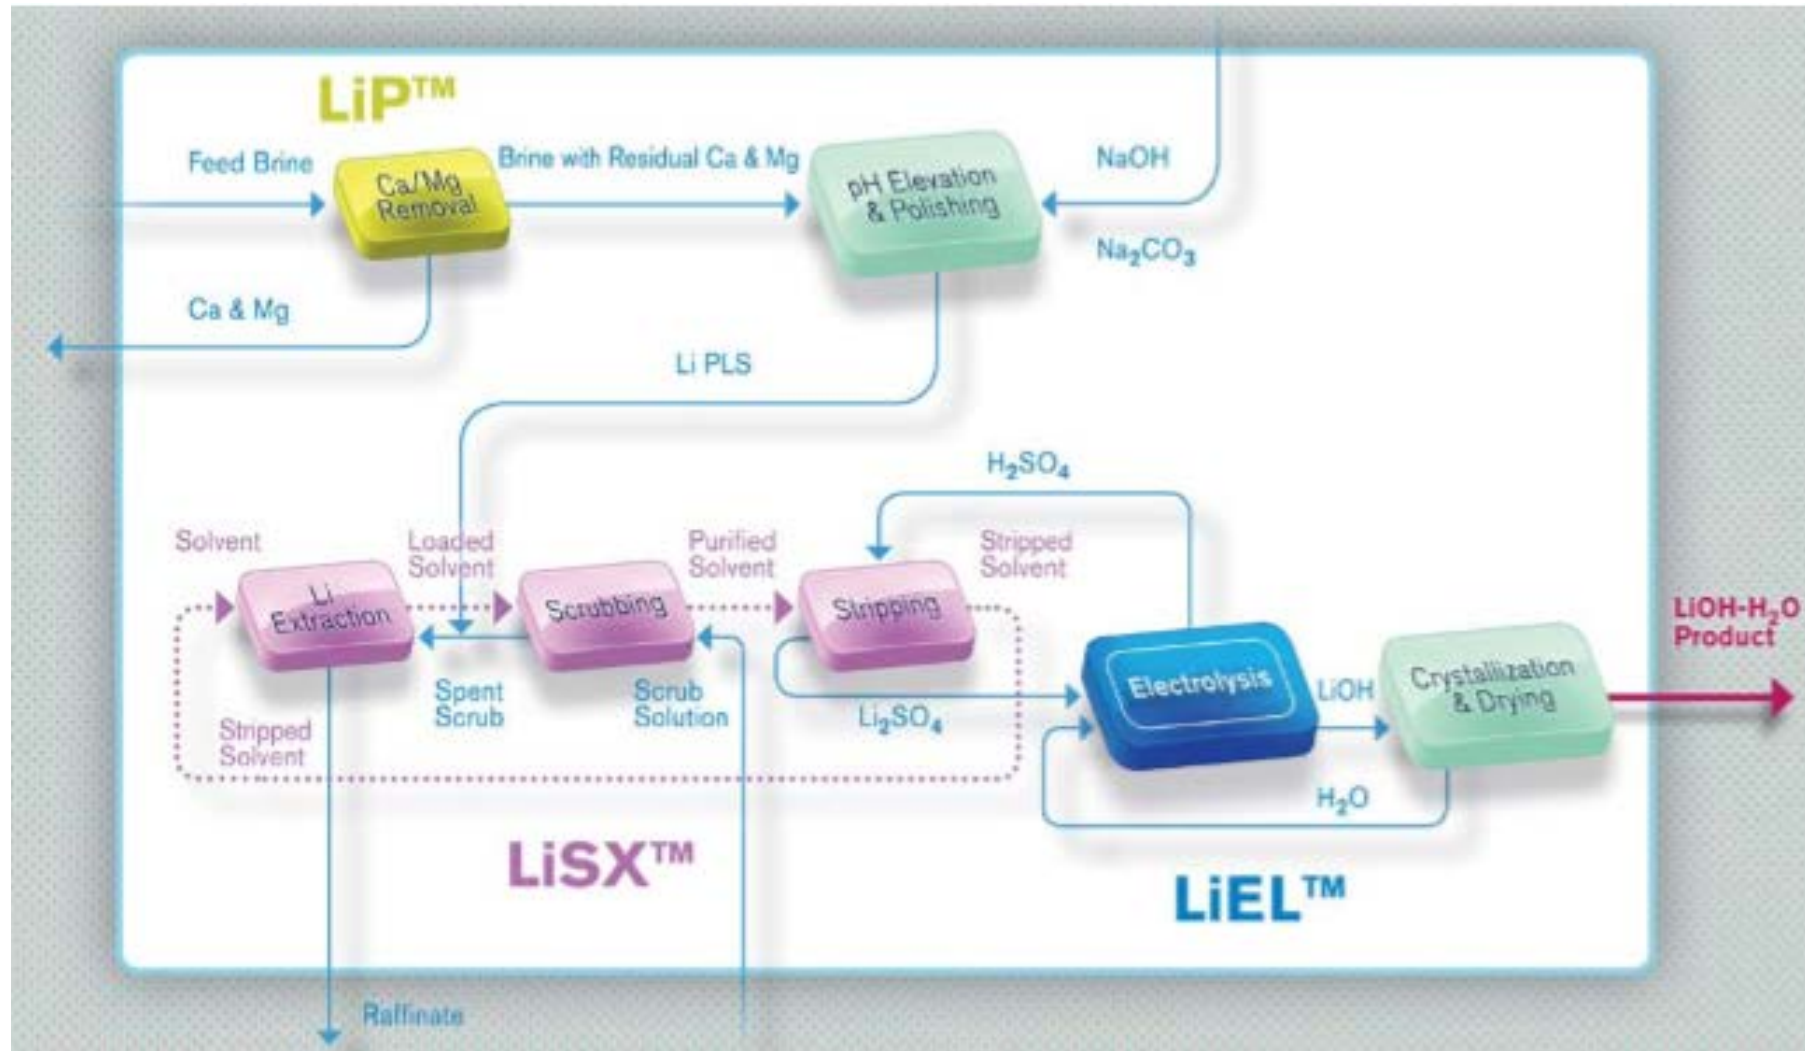 LiP™
Feed Brine
Ca/Mg
Removal
Brine with Residual Ca & Mg
pH Elevation
& Polishing
NaOH
Na₂CO₃
Ca & Mg
Li PLS
H₂SO₄
Solvent
Li
Extraction
Loaded
Solvent
Scrubbing
Purified
Solvent
Stripping
Stripped
Solvent
Spent
Scrub
Scrub
Solution
Li₂SO₄
Electrolysis
LiOH
Crystallization
& Drying
LiOH-H₂O
Product
Stripped
Solvent
H₂O
LiSX™
LiEL™
Raffinate